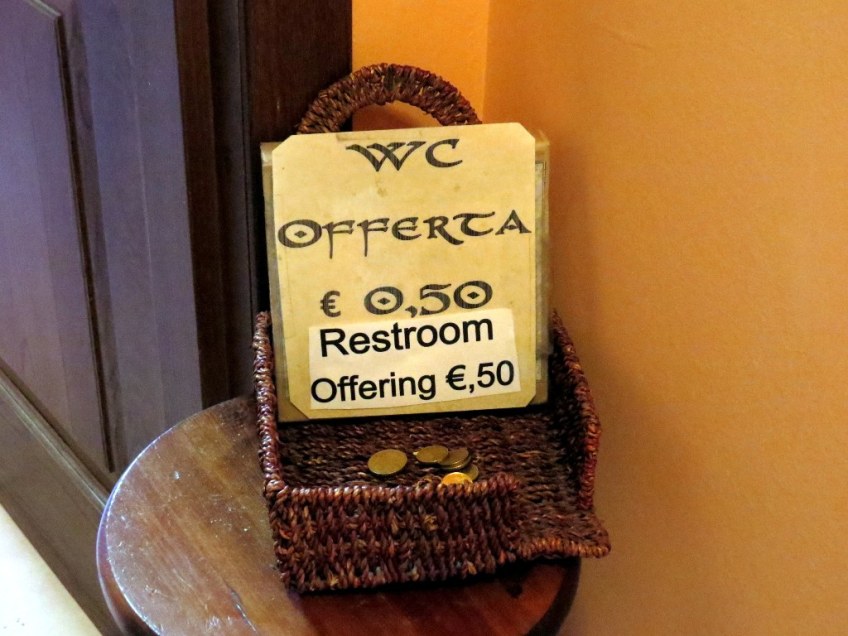 WC
OFFERTA
€ 0,50
Restroom
Offering €,50